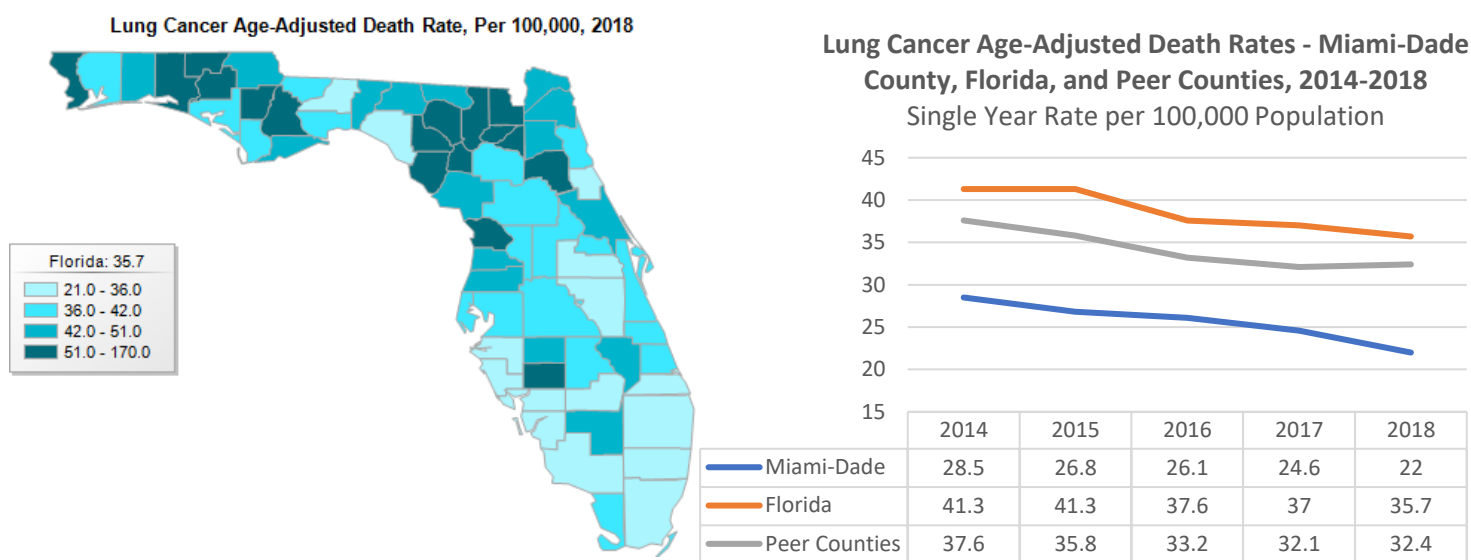 Lung Cancer Age-Adjusted Death Rate, Per 100,000, 2018
Florida: 35.7
21.0 - 36.0
36.0 - 42.0
42.0 - 51.0
51.0 - 170.0
Lung Cancer Age-Adjusted Death Rates - Miami-Dade
County, Florida, and Peer Counties, 2014-2018
Single Year Rate per 100,000 Population
45
40
35
30
25
20
15
2014 2015 2016 2017 2018
Miami-Dade 28.5 26.8 26.1 24.6 22
Florida 41.3 41.3 37.6 37 35.7
Peer Counties 37.6 35.8 33.2 32.1 32.4